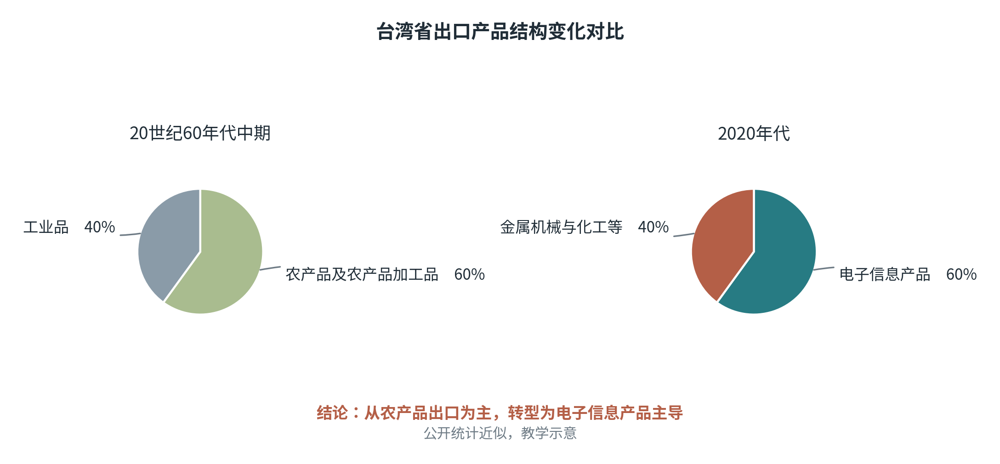 台湾省出口产品结构变化对比
20世纪60年代中期
2020年代
工业品 40%
农产品及农产品加工品 60%
金属机械与化工等 40%
电子信息产品 60%
结论：从农产品出口为主，转型为电子信息产品主导
公开统计近似，教学示意